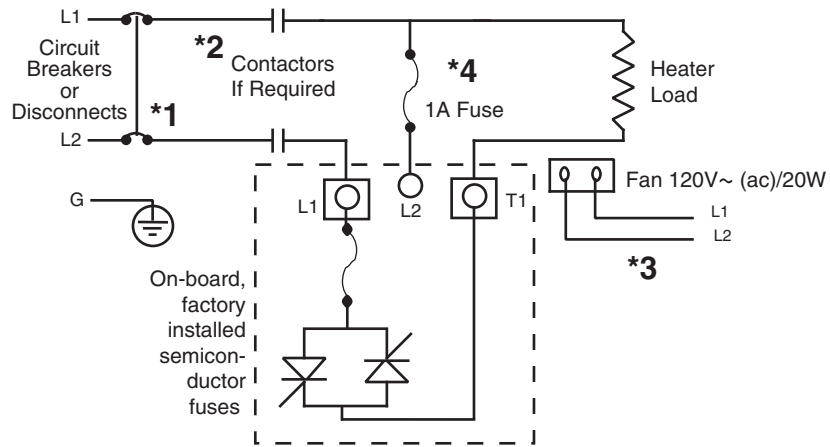 L1
Circuit
Breakers
or
Disconnects
*1
L2
*2
Contactors
If Required
*4
1A Fuse
Heater
Load
G
L1
L2
T1
Fan 120V~ (ac)/20W
L1
L2
*3
On-board,
factory
installed
semicon-
ductor
fuses